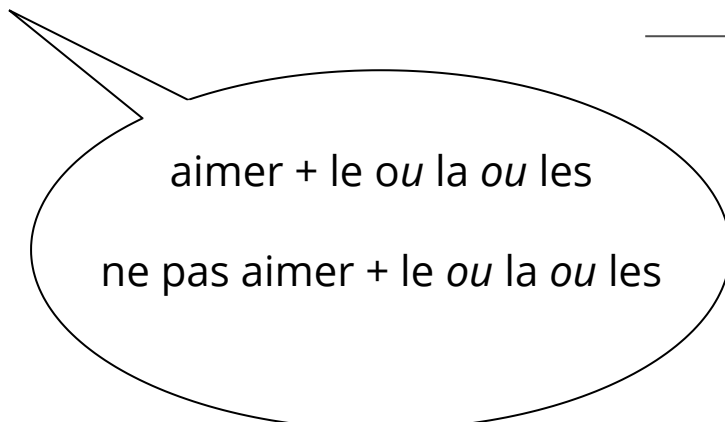 aimer + le ou la ou les
ne pas aimer + le ou la ou les